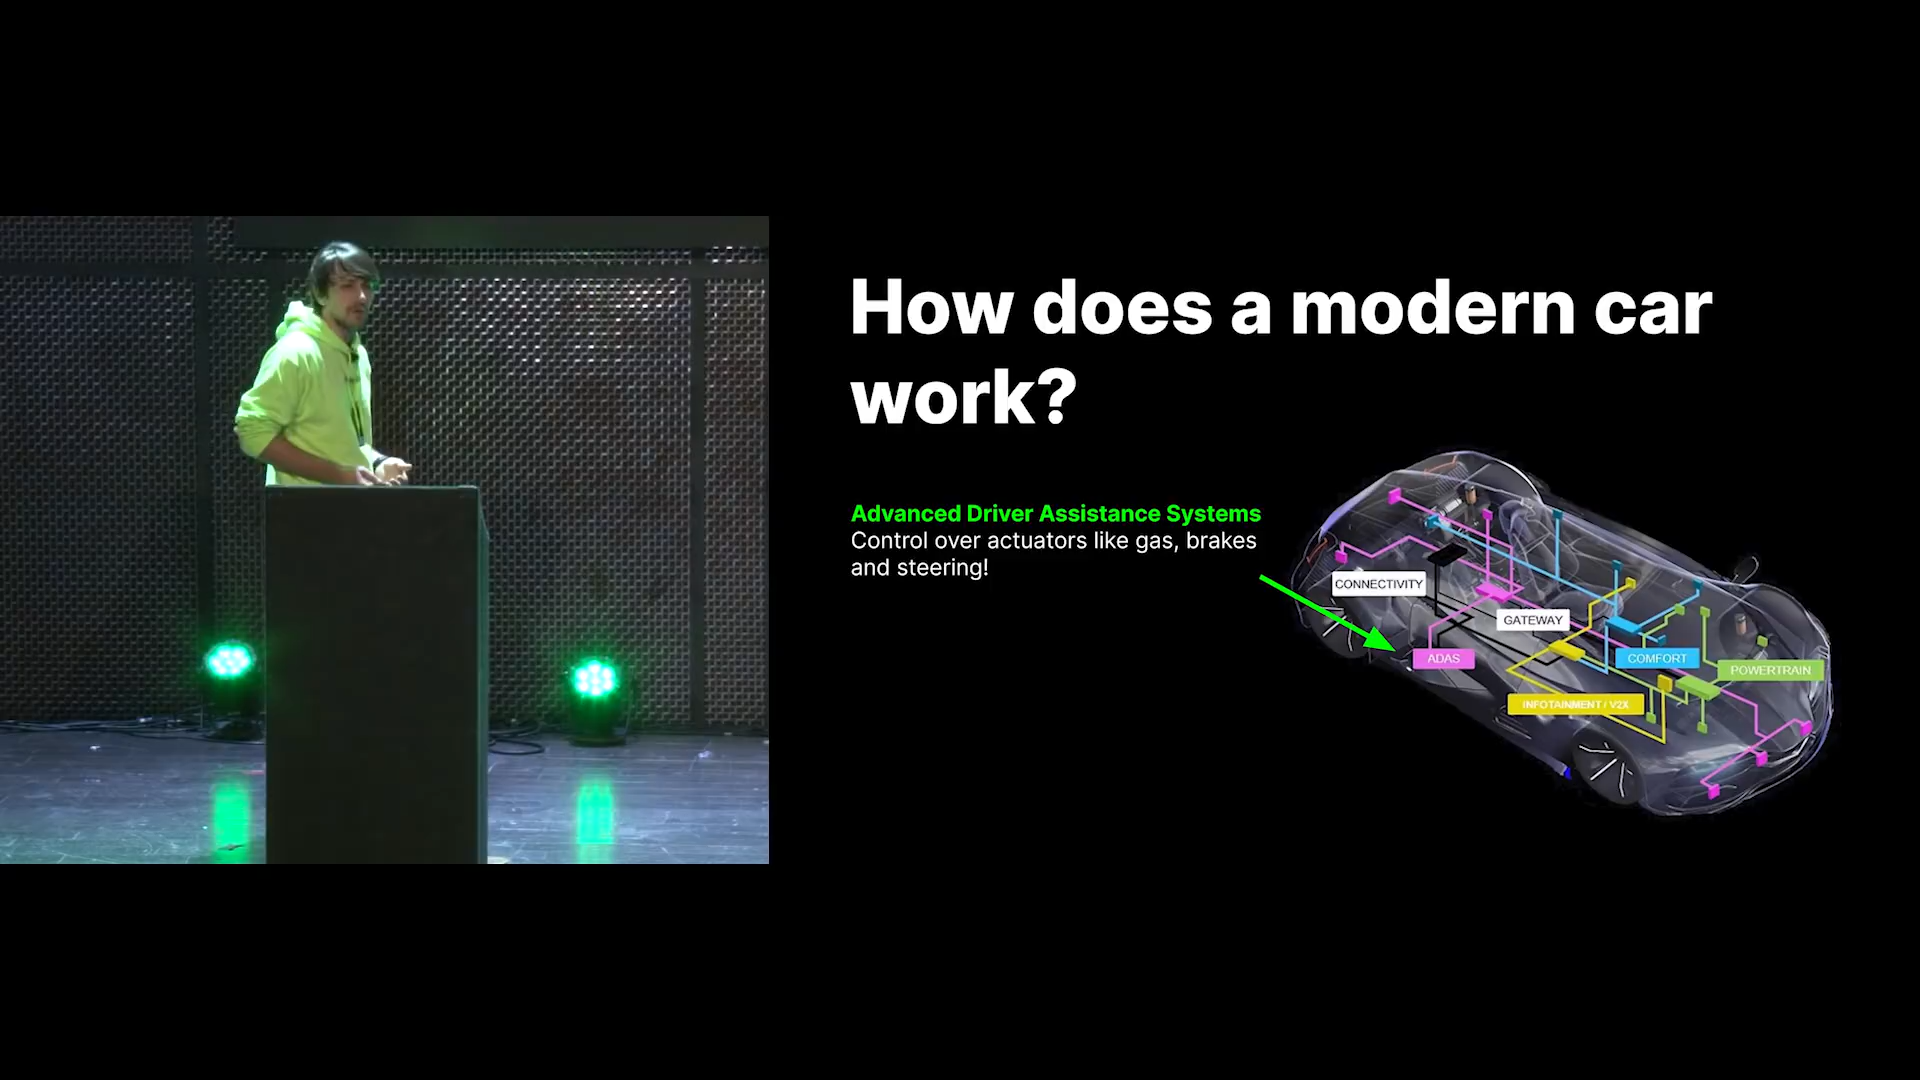 How does a modern car
work?
Advanced Driver Assistance Systems
Control over actuators like gas, brakes
and steering!
CONNECTIVITY
GATEWAY
ADAS
COMFORT
POWERTRAIN
INFOTAINMENT / V2X